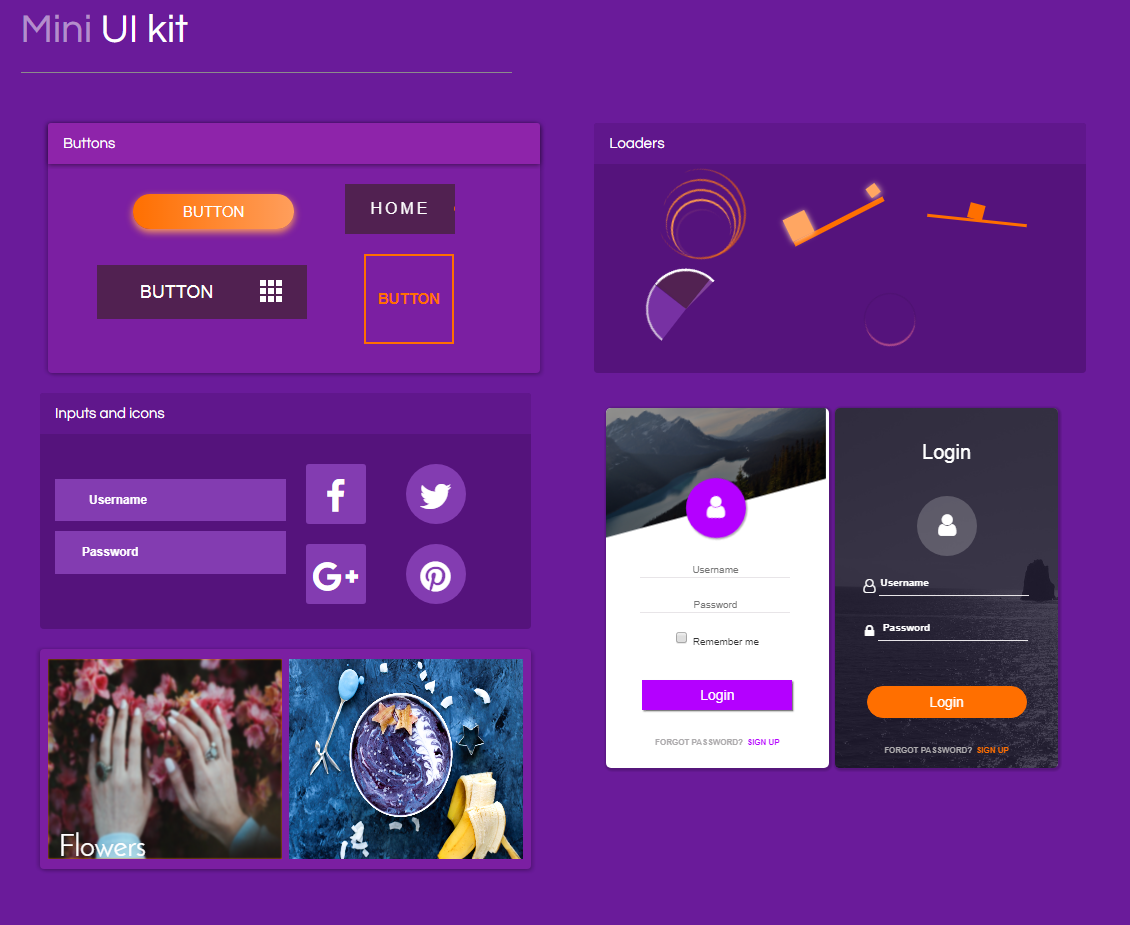 Mini UI kit
Buttons
BUTTON
HOME
BUTTON
BUTTON
Loaders
Inputs and icons
Username
Password
f
G+
Flowers
Username
Password
Remember me
Login
FORGOT PASSWORD? SIGN UP
Login
Username
Password
Login
FORGOT PASSWORD? SIGN UP